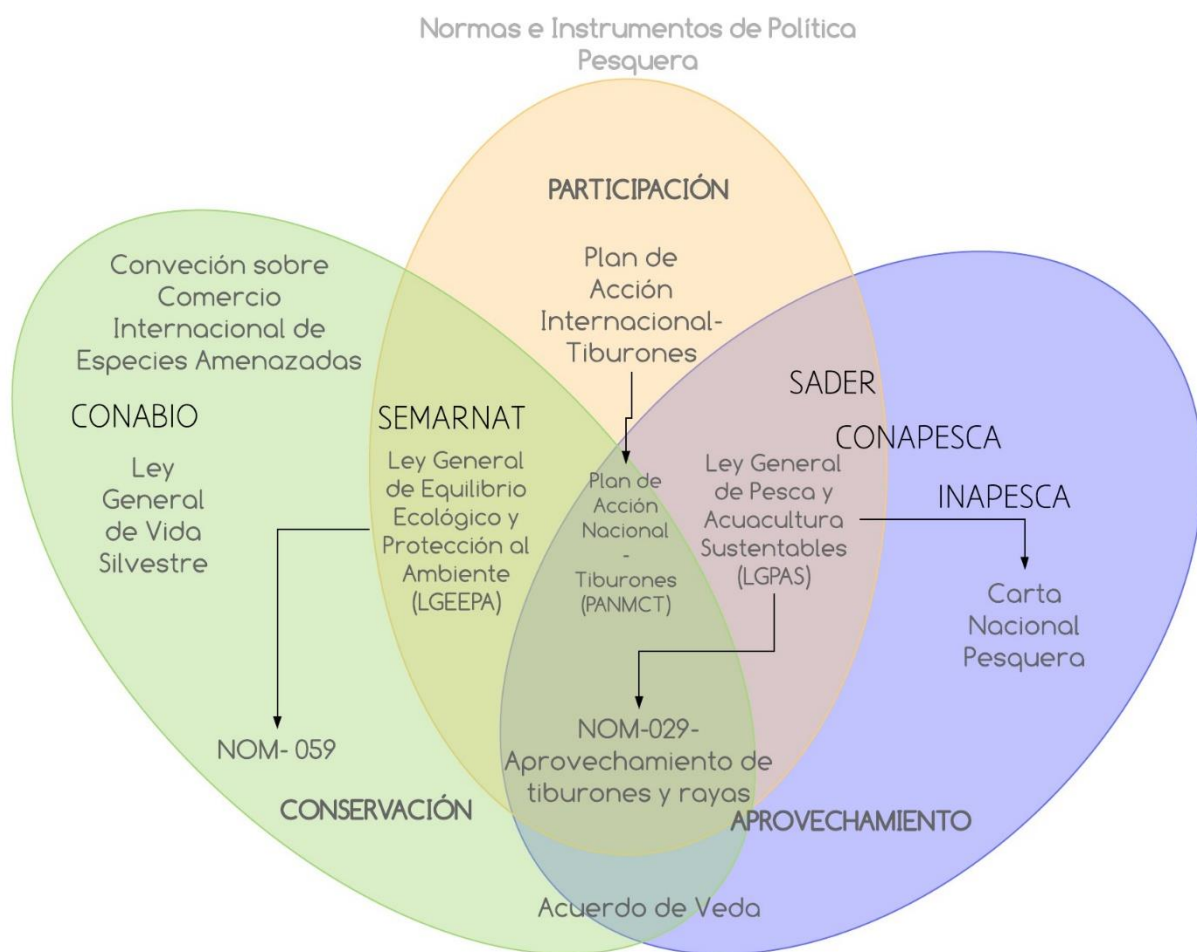 Normas e Instrumentos de Política
Pesquera
PARTICIPACIÓN
Plan de
Acción
Internacional-
Tiburones
Conveción sobre
Comercio
Internacional de
Especies Amenazadas
CONABIO
Ley
General
de Vida
Silvestre
SEMARNAT
Ley General
de Equilibrio
Ecológico y
Protección al
Ambiente
(LGEEPA)
Plan de
Acción
Nacional
-
Tiburones
(PANMCT)
SADER
CONAPESCA
INAPESCA
Ley General
de Pesca y
Acuacultura
Sustentables
(LGPAS)
Carta
Nacional
Pesquera
NOM- 059
NOM-029-
Aprovechamiento de
tiburones y rayas
CONSERVACIÓN
APROVECHAMIENTO
Acuerdo de Veda